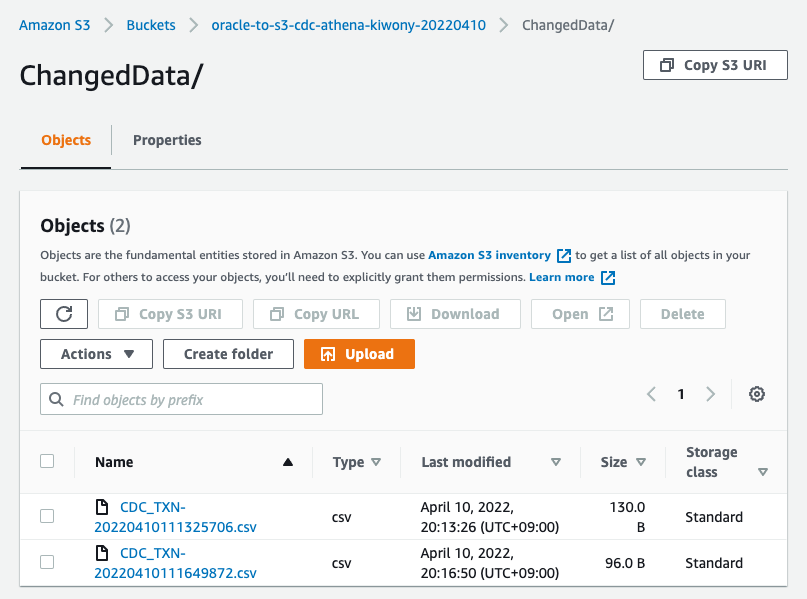 Amazon S3 > Buckets > oracle-to-s3-cdc-athena-kiwony-20220410 > ChangedData/
ChangedData/
Copy S3 URI
Objects Properties
Objects (2)
Objects are the fundamental entities stored in Amazon S3. You can use Amazon S3 inventory to get a list of all objects in your
bucket. For others to access your objects, you'll need to explicitly grant them permissions. Learn more
Copy S3 URI Copy URL Download Open Delete
Actions Create folder Upload
Find objects by prefix
1
Name Type Last modified Size Storage
class
CDC_TXN- csv April 10, 2022, 130.0 Standard
20220410111325706.csv 20:13:26 (UTC+09:00) B
CDC_TXN- csv April 10, 2022, 96.0 B Standard
20220410111649872.csv 20:16:50 (UTC+09:00)